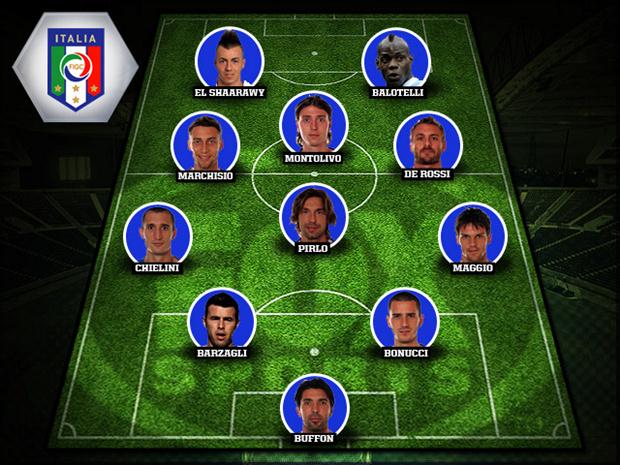 ITALIA
FIGC
EL SHAARAWY
BALOTELLI
MONTOLIVO
MARCHISIO
DE ROSSI
PIRLO
CHIELINI
MAGGIO
BARZAGLI
BONUCCI
BUFFON